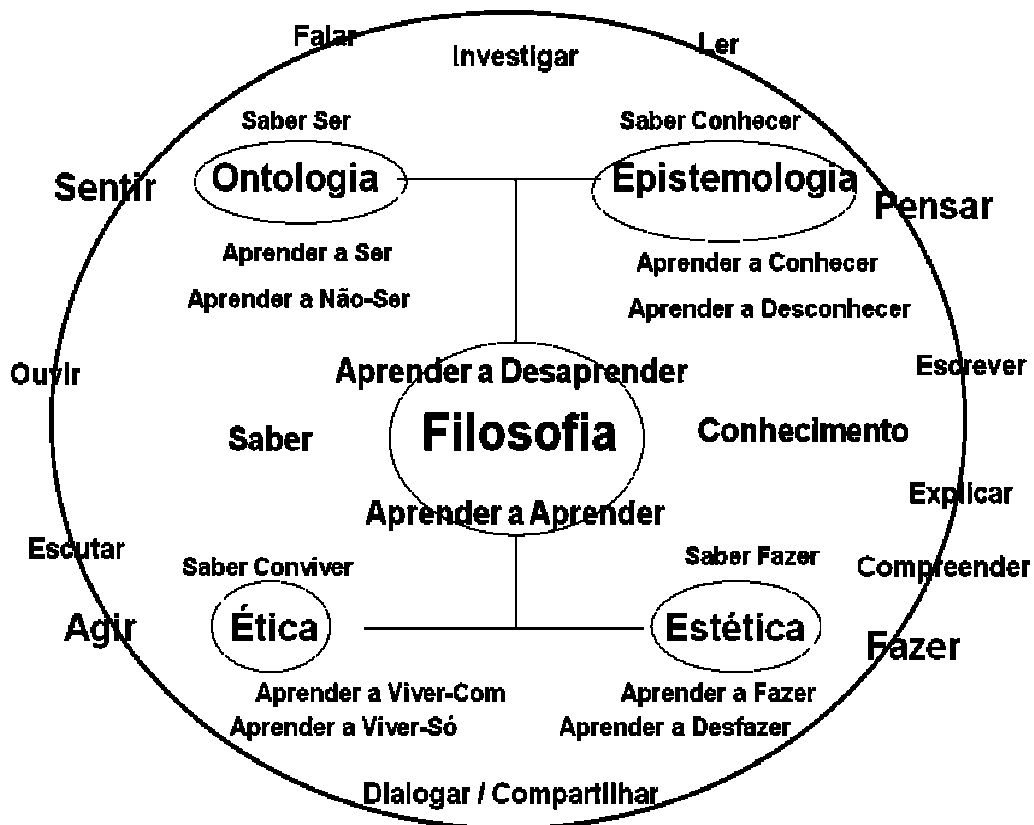 Falar
Investigar
Ler
Saber Ser
Saber Conhecer
Sentir
Ontologia
Epistemologia
Pensar
Aprender a Ser
Aprender a Conhecer
Aprender a Não-Ser
Aprender a Desconhecer
Ouvir
Aprender a Desaprender
Escrever
Saber
Filosofia
Conhecimento
Explicar
Aprender a Aprender
Escutar
Saber Conviver
Saber Fazer
Compreender
Agir
Ética
Estética
Fazer
Aprender a Viver-Com
Aprender a Fazer
Aprender a Viver-Só
Aprender a Desfazer
Dialogar / Compartilhar